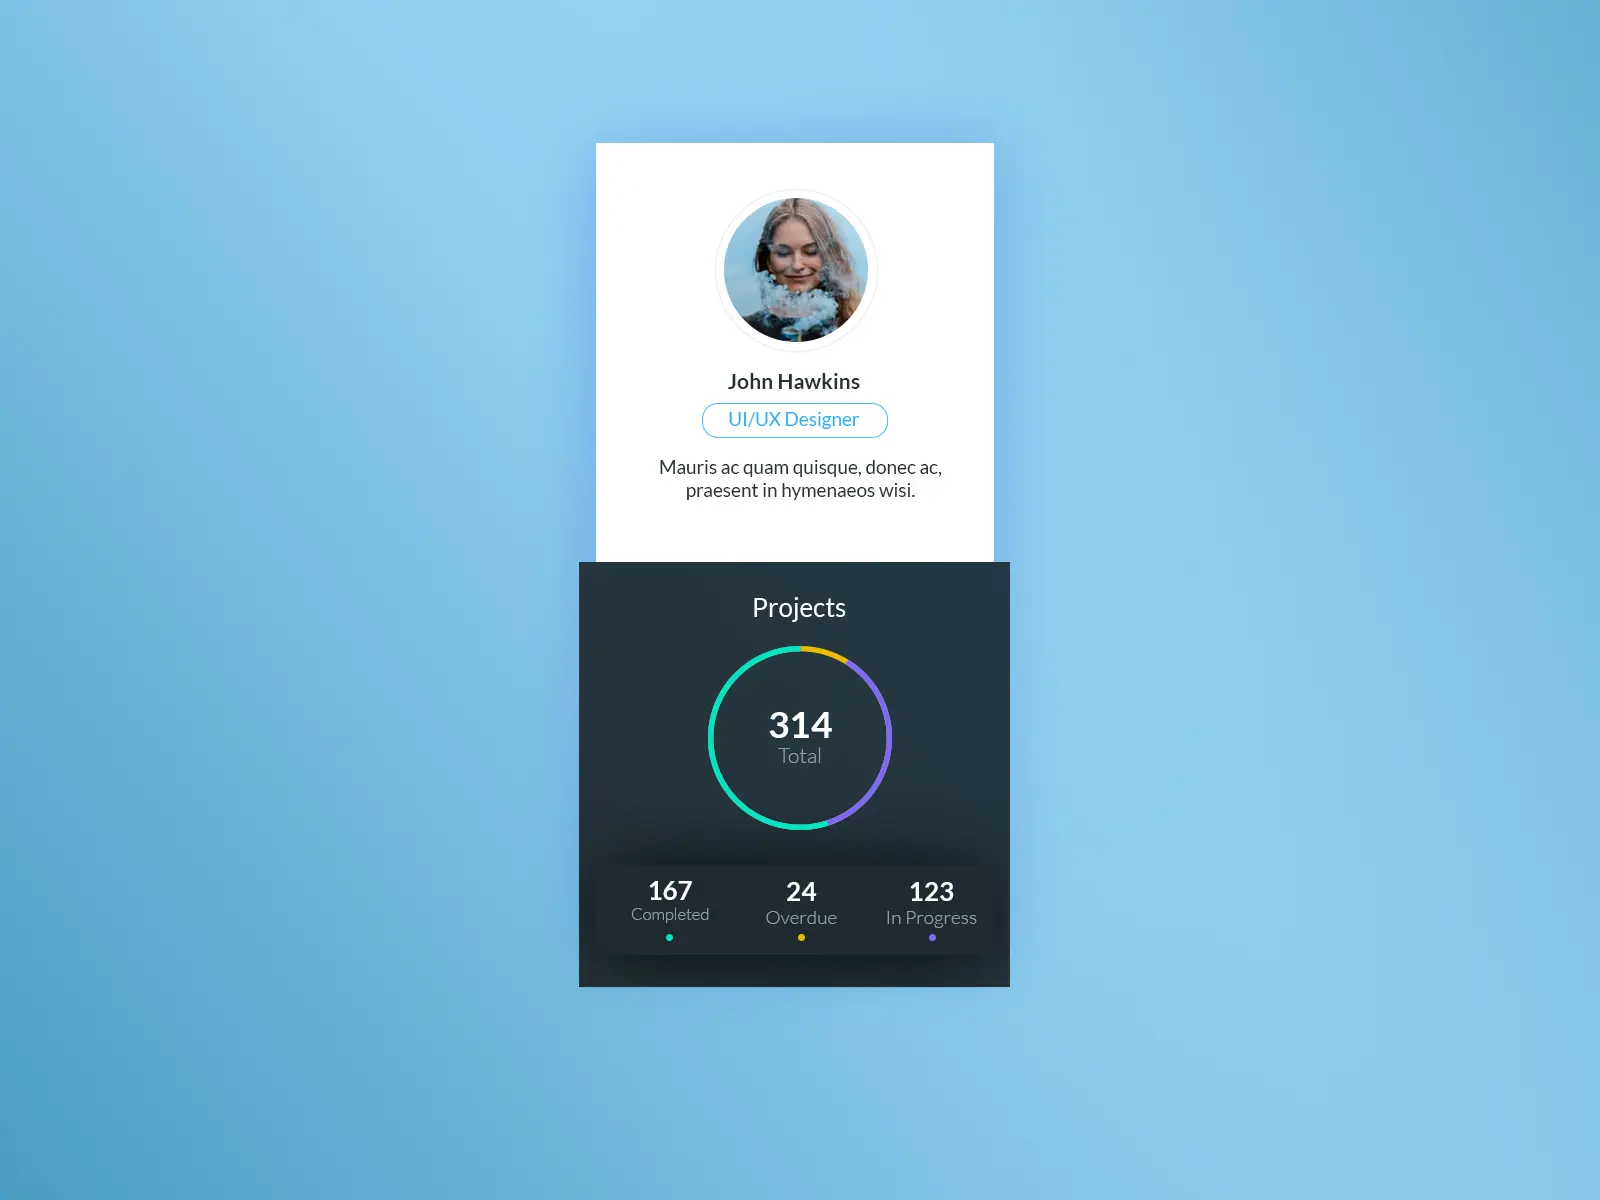 John Hawkins
UI/UX Designer
Mauris ac quam quisque, donec ac,
praesent in hymenaeos wisi.
Projects
314
Total
167
Completed
24
Overdue
123
In Progress